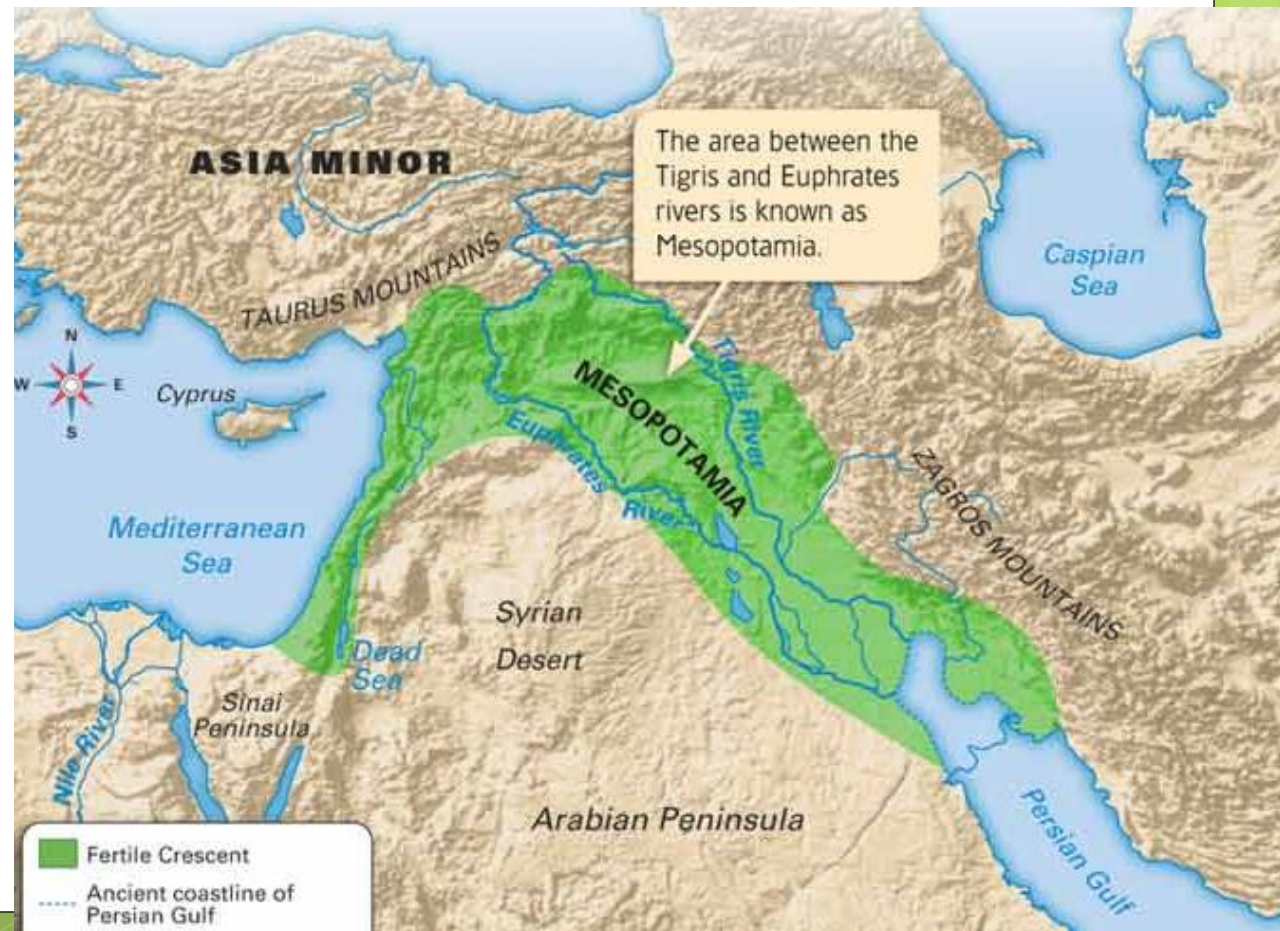 The area between the
Tigris and Euphrates
rivers is known as
Mesopotamia.
ASIA MINOR
TAURUS MOUNTAINS
Caspian
Sea
N
W
E
S
Cyprus
MESOPOTAMIA
Tigris River
Euphrates River
ZAGROS MOUNTAINS
Mediterranean
Sea
Syrian
Desert
Dead
Sea
Sinai
Peninsula
Nile River
Arabian Peninsula
Persian Gulf
Fertile Crescent
Ancient coastline of
Persian Gulf